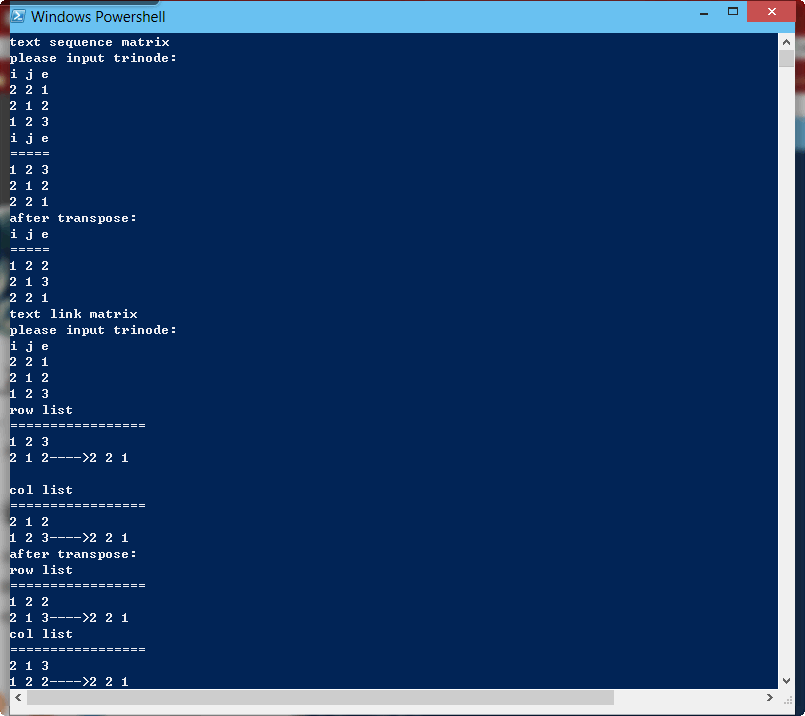 Windows Powershell
text sequence matrix
please input trinode:
i j e
2 2 1
2 1 2
1 2 3
i j e
=====
1 2 3
2 1 2
2 2 1
after transpose:
i j e
=====
1 2 2
2 1 3
2 2 1
text link matrix
please input trinode:
i j e
2 2 1
2 1 2
1 2 3
row list
=================
1 2 3
2 1 2---->2 2 1
col list
=================
2 1 2
1 2 3---->2 2 1
after transpose:
row list
=================
1 2 2
2 1 3---->2 2 1
col list
=================
2 1 3
1 2 2---->2 2 1